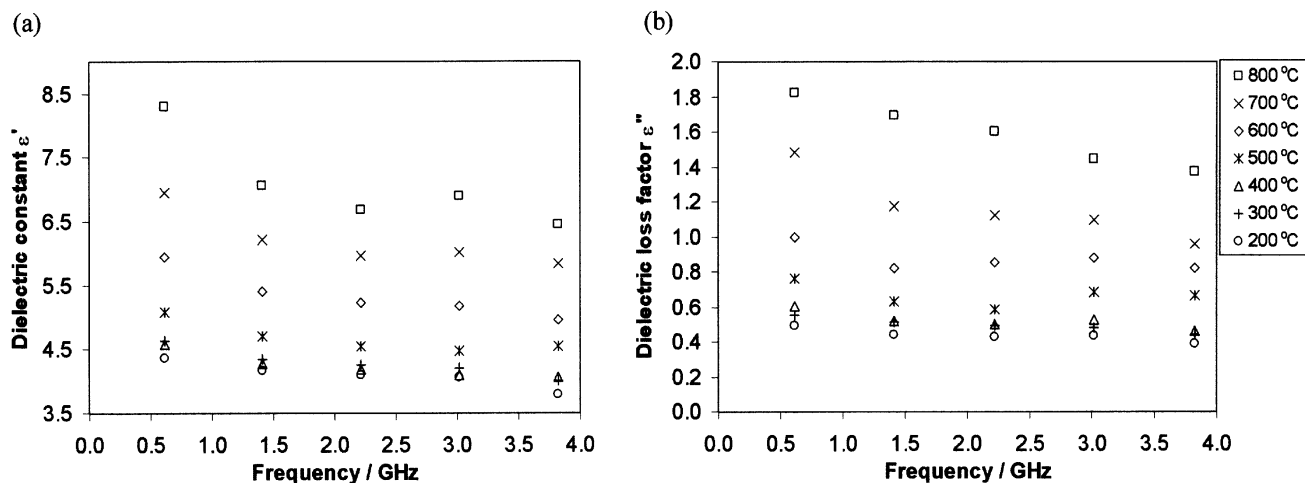 (a)
8.5
7.5
6.5
5.5
4.5
3.5
Dielectric constant ε'
0.0 0.5 1.0 1.5 2.0 2.5 3.0 3.5 4.0
Frequency / GHz
(b)
2.0
1.8
1.6
1.4
1.2
1.0
0.8
0.6
0.4
0.2
0.0
Dielectric loss factor ε"
0.0 0.5 1.0 1.5 2.0 2.5 3.0 3.5 4.0
Frequency / GHz
800 °C
700 °C
600 °C
500 °C
400 °C
300 °C
200 °C